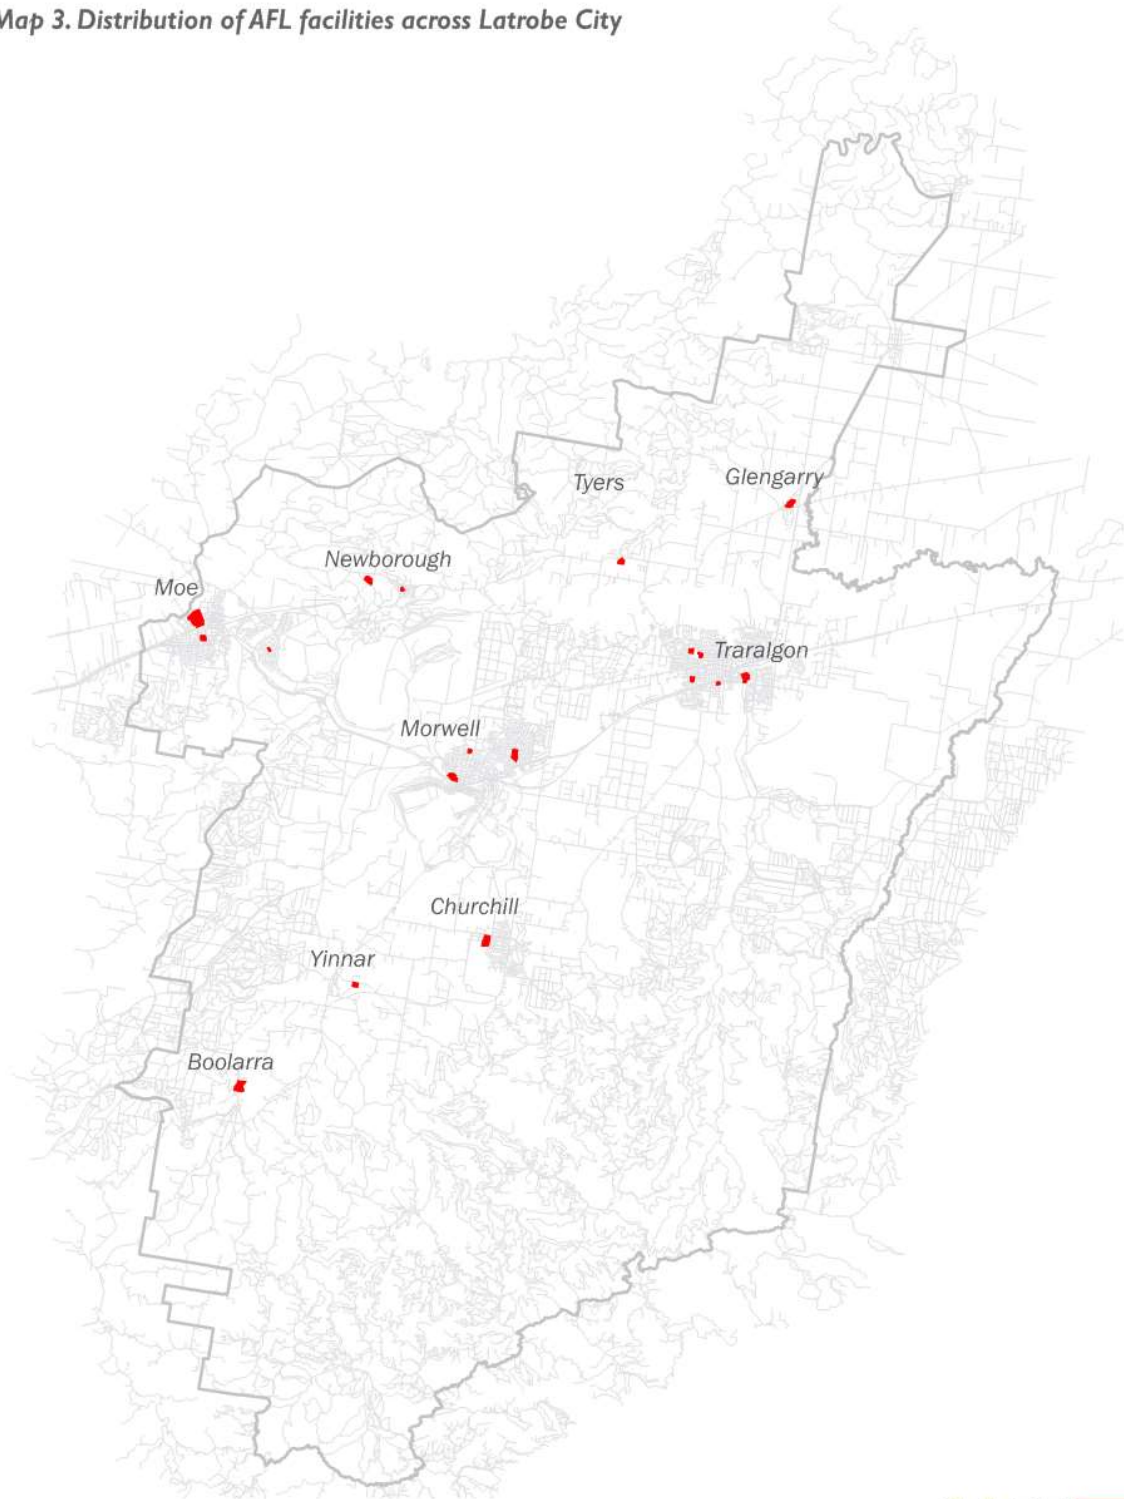 Map 3. Distribution of AFL facilities across Latrobe City
Tyers
Glengarry
Newborough
Moe
Traralgon
Morwell
Churchill
Yinnar
Boolarra